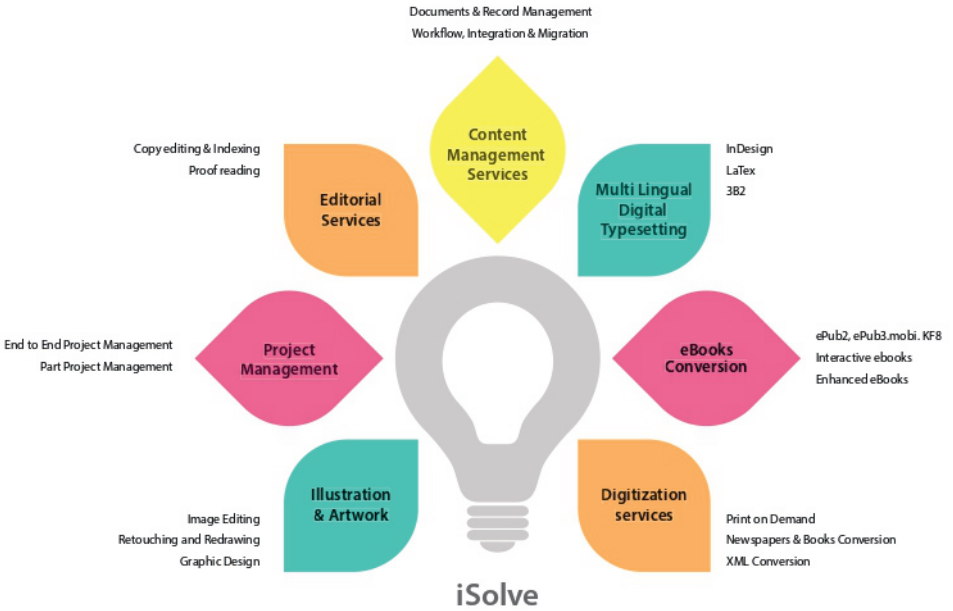 Documents & Record Management
Workflow, Integration & Migration
Content
Management
Services
Copyediting & Indexing
Proof reading
Editorial
Services
InDesign
LaTex
3B2
Multi Lingual
Digital
Typesetting
End to End Project Management
Part Project Management
Project
Management
eBooks
Conversion
ePub2, ePub3.mobi. KF8
Interactive ebooks
Enhanced eBooks
Illustration
& Artwork
Image Editing
Retouching and Redrawing
Graphic Design
Digitization
services
Print on Demand
Newspapers & Books Conversion
XML Conversion
iSolve